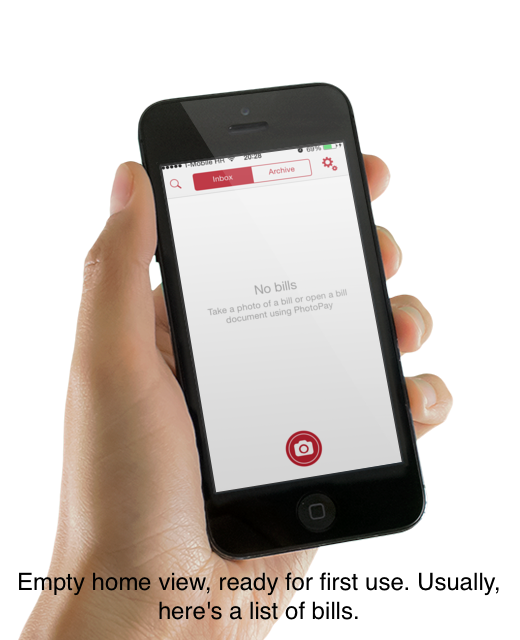 T-Mobile HR 20:28 69%
Inbox Archive
No bills
Take a photo of a bill or open a bill
document using PhotoPay
Empty home view, ready for first use. Usually,
here's a list of bills.